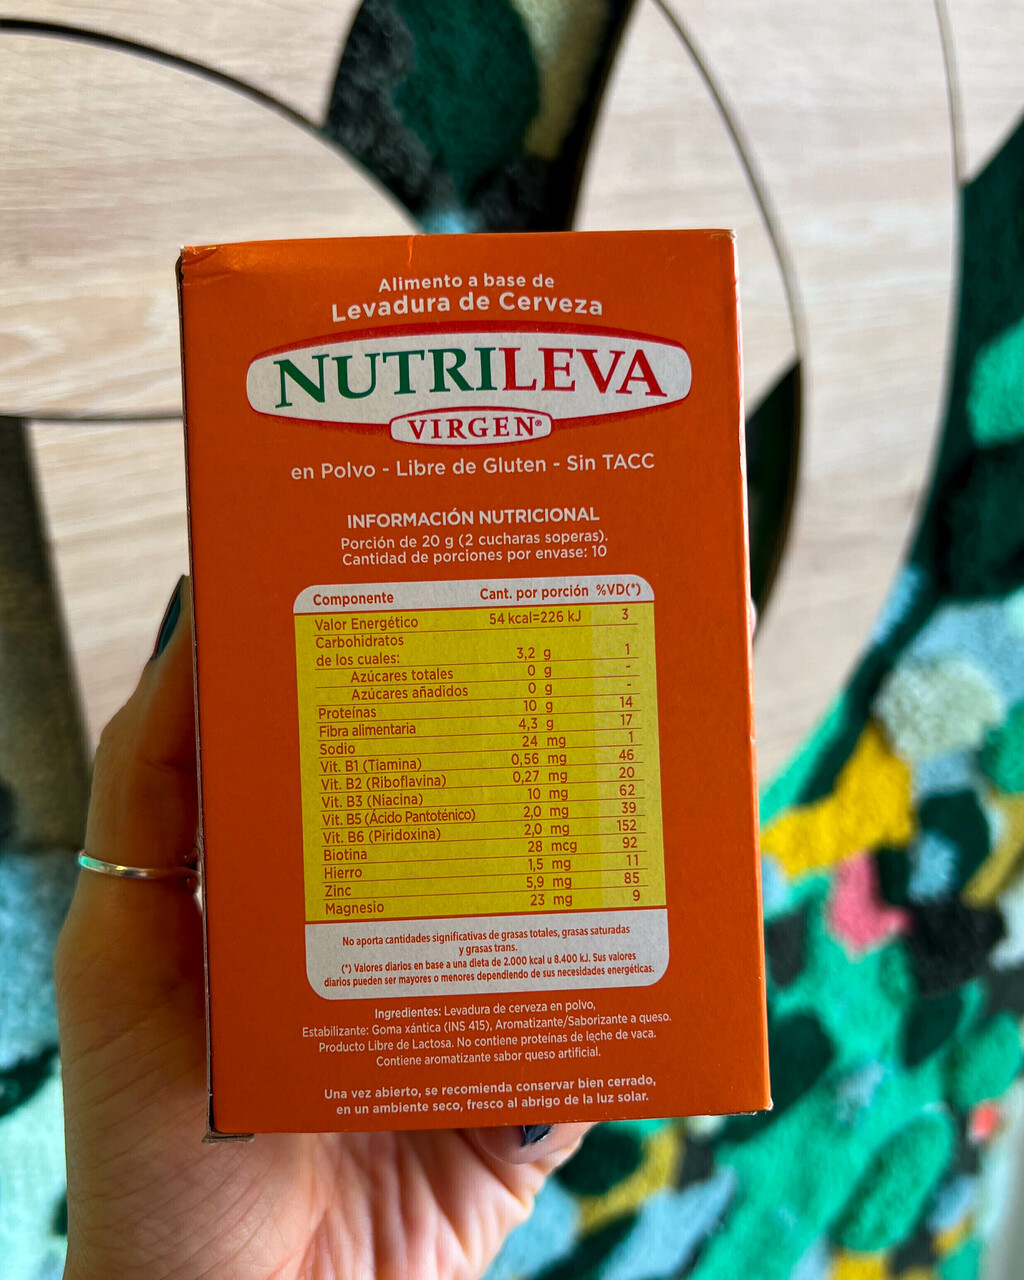 Alimento a base de
Levadura de Cerveza
NUTRILEVA
VIRGEN®
en Polvo - Libre de Gluten - Sin TACC
INFORMACIÓN NUTRICIONAL
Porción de 20 g (2 cucharas soperas).
Cantidad de porciones por envase: 10
Componente Cant. por porción %VD(*)
Valor Energético 54 kcal=226 kJ 3
Carbohidratos
de los cuales: 3,2 g 1
Azúcares totales 0 g -
Azúcares añadidos 0 g -
Proteínas 10 g 14
Fibra alimentaria 4,3 g 17
Sodio 24 mg 1
Vit. B1 (Tiamina) 0,56 mg 46
Vit. B2 (Riboflavina) 0,27 mg 20
Vit. B3 (Niacina) 10 mg 62
Vit. B5 (Ácido Pantoténico) 2,0 mg 39
Vit. B6 (Piridoxina) 2,0 mg 152
Biotina 28 mcg 92
Hierro 1,5 mg 11
Zinc 5,9 mg 85
Magnesio 23 mg 9
No aporta cantidades significativas de grasas totales, grasas saturadas
y grasas trans.
(*) Valores diarios en base a una dieta de 2.000 kcal u 8.400 kJ. Sus valores
diarios pueden ser mayores o menores dependiendo de sus necesidades energéticas.
Ingredientes: Levadura de cerveza en polvo,
Estabilizante: Goma xántica (INS 415), Aromatizante/Saborizante a queso.
Producto Libre de Lactosa. No contiene proteínas de leche de vaca.
Contiene aromatizante sabor queso artificial.
Una vez abierto, se recomienda conservar bien cerrado,
en un ambiente seco, fresco al abrigo de la luz solar.